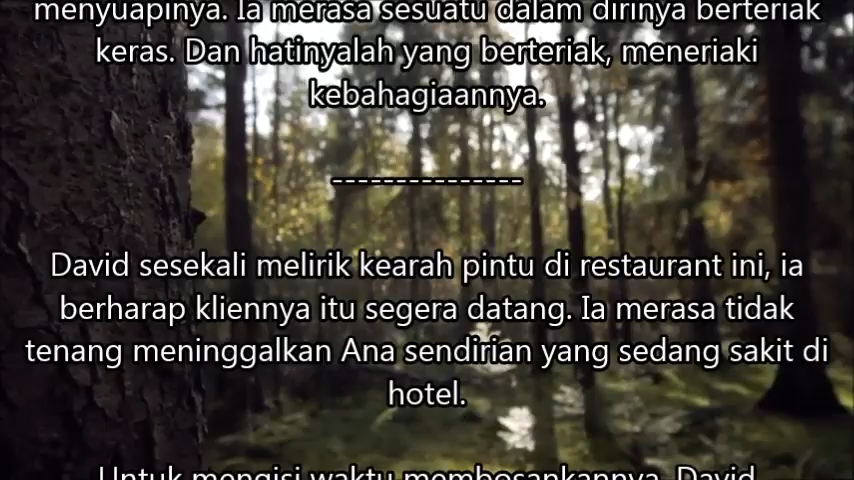 menyuapinya. Ia merasa sesuatu dalam dirinya berteriak
keras. Dan hatinyalah yang berteriak, meneriaki
kebahagiaannya.
---------------
David sesekali melirik kearah pintu di restaurant ini, ia
berharap kliennya itu segera datang. Ia merasa tidak
tenang meninggalkan Ana sendirian yang sedang sakit di
hotel.
Untuk mengisi waktu membosankannya, David